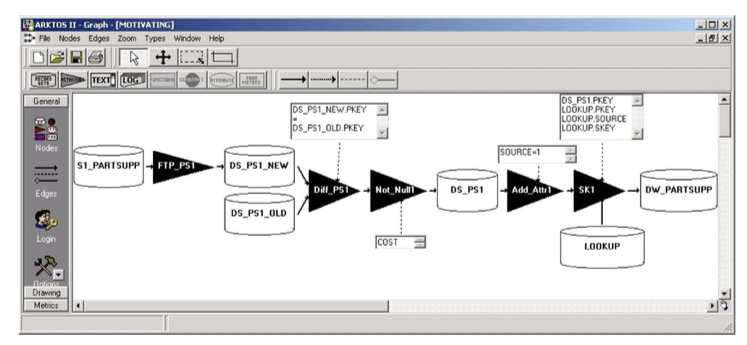 ARKTOS II - Graph - [MOTIVATING]
File Nodes Edges Zoom Types Window Help
TEXT LOG
General
Nodes
Edges
Login
Options
Drawing
Metrics
DS_PS1_NEW.PKEY
=
DS_PS1_OLD.PKEY
DS_PS1.PKEY
LOOKUP.PKEY
LOOKUP.SOURCE
LOOKUP.SKEY
SOURCE=1
S1_PARTSUPP
FTP_PS1
DS_PS1_NEW
DS_PS1_OLD
Diff_PS1
Not_Null1
DS_PS1
Add_Attr1
SK1
DW_PARTSUPP
COST
LOOKUP